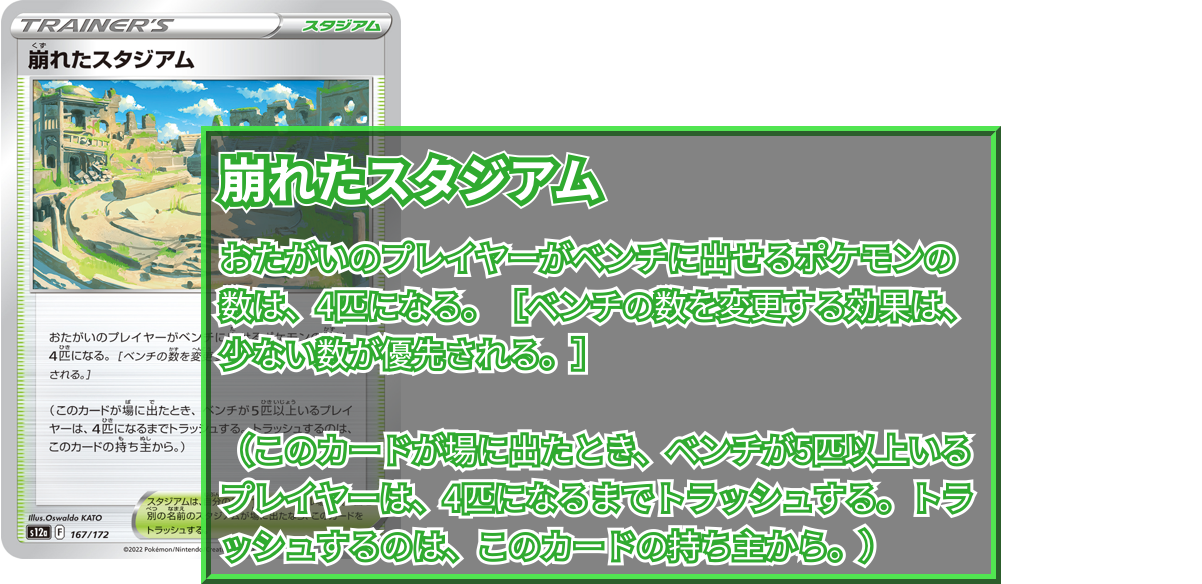 TRAINER'S
スタジアム
くず
崩れたスタジアム
おたがいのプレイヤーがベンチに
4匹になる。［ベンチの数を変
される。］
（このカードが場に出たとき、ベンチが5匹以上いるプレイ
ヤーは、4匹になるまでトラッシュする。トラッシュするのは、
このカードの持ち主から。）
スタジアムは、
別の名前のスタジアムが場に出たなら、このカードを
トラッシュする
Illus.Oswaldo KATO
s12a F 167/172
©2022 Pokémon/Nintendo
崩れたスタジアム
おたがいのプレイヤーがベンチに出せるポケモンの
数は、4匹になる。［ベンチの数を変更する効果は、
少ない数が優先される。］
（このカードが場に出たとき、ベンチが5匹以上いる
プレイヤーは、4匹になるまでトラッシュする。トラ
ッシュするのは、このカードの持ち主から。）